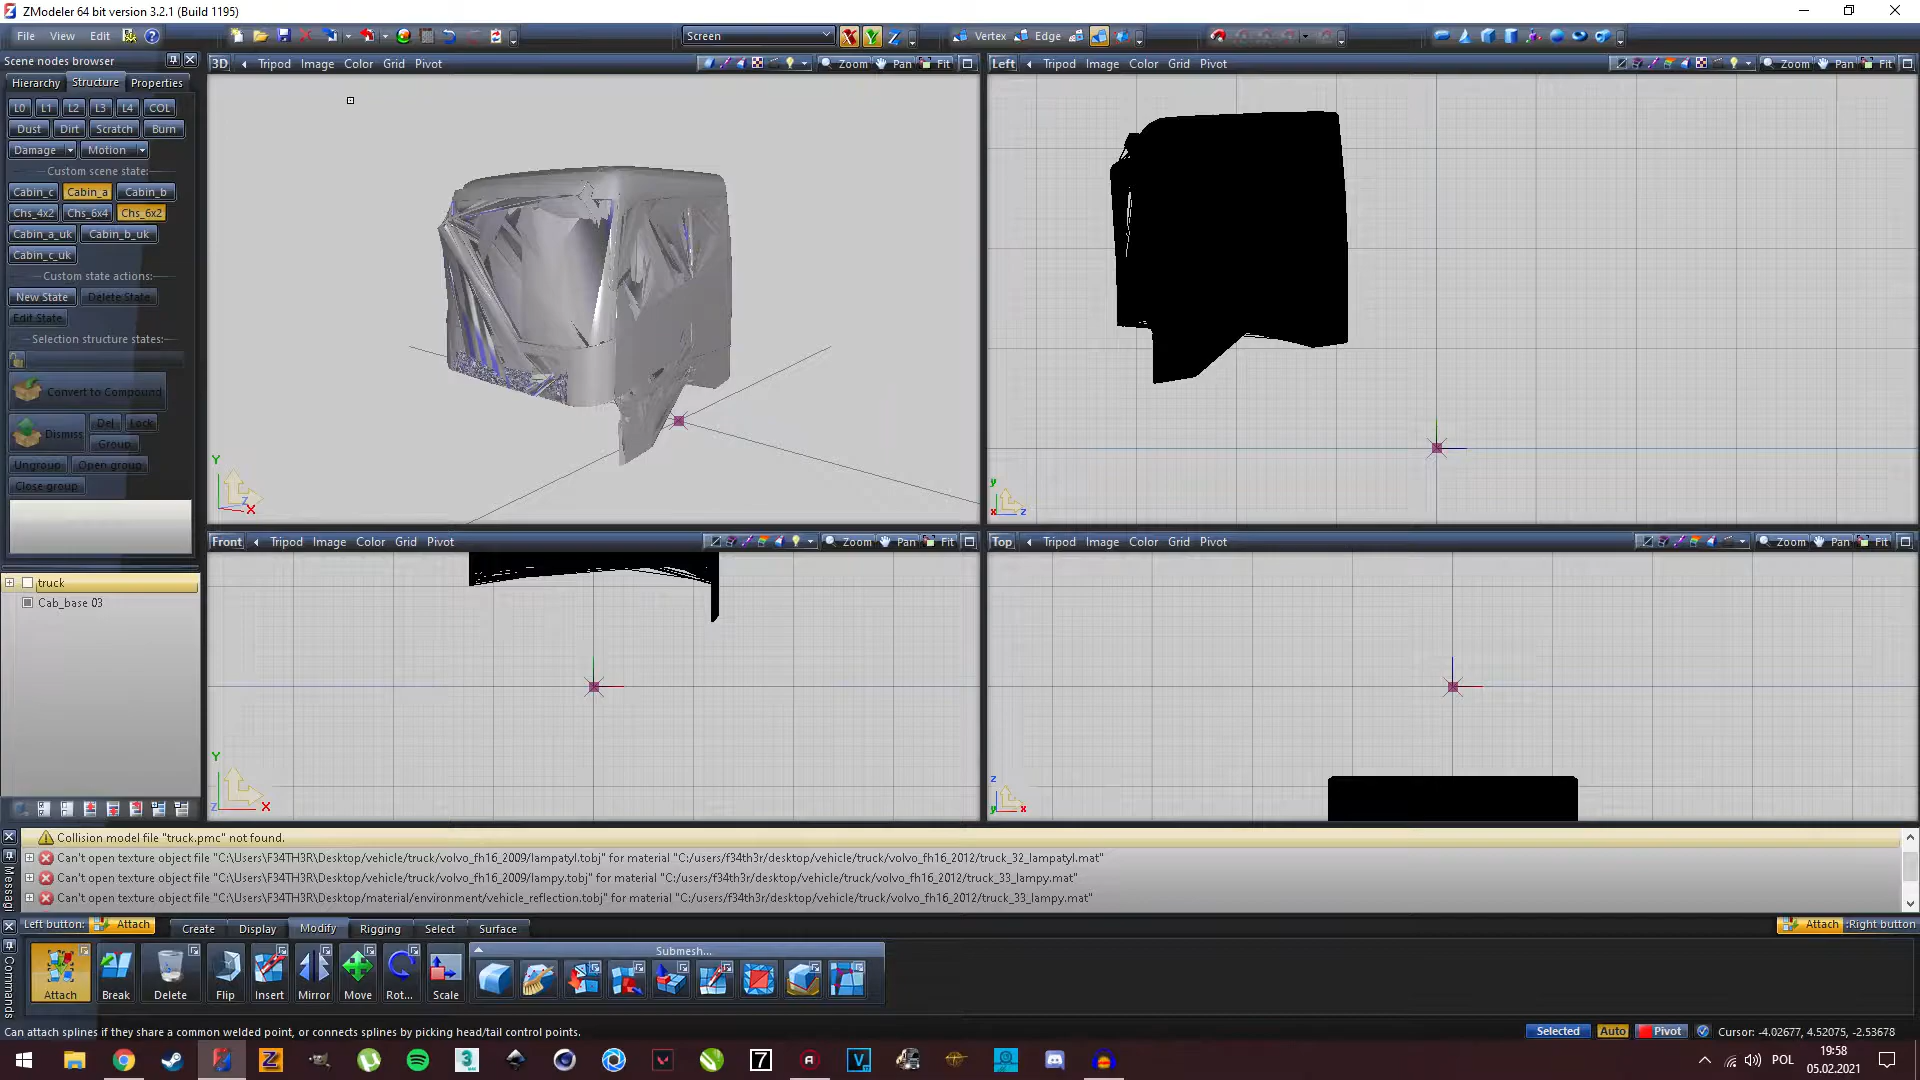 ZModeler 64 bit version 3.2.1 (Build 1195)
File View Edit
Screen
Vertex Edge
Scene nodes browser
Hierarchy Structure Properties
L0 L1 L2 L3 L4 COL
Dust Dirt Scratch Burn
Damage Motion
Custom scene state:
Cabin_c Cabin_a Cabin_b
Chs_4x2 Chs_6x4 Chs_6x2
Cabin_a_uk Cabin_b_uk
Cabin_c_uk
Custom state actions:
New State Delete State
Edit State
Selection structure states:
Convert to Compound
Dismiss Del Lock
Group
Ungroup Open group
Close group
truck
Cab_base 03
3D Tripod Image Color Grid Pivot Zoom Pan Fit
Y
Z
X
Left Tripod Image Color Grid Pivot Zoom Pan Fit
y
x z
Front Tripod Image Color Grid Pivot Zoom Pan Fit
Y
Z X
Top Tripod Image Color Grid Pivot Zoom Pan Fit
z
y x
Messagi
Collision model file "truck.pmc" not found.
Can't open texture object file "C:\Users\F34TH3R\Desktop/vehicle/truck/volvo_fh16_2009/lampatyl.tobj" for material "C:/users/f34th3r/desktop/vehicle/truck/volvo_fh16_2012/truck_32_lampatyl.mat"
Can't open texture object file "C:\Users\F34TH3R\Desktop/vehicle/truck/volvo_fh16_2009/lampy.tobj" for material "C:/users/f34th3r/desktop/vehicle/truck/volvo_fh16_2012/truck_33_lampy.mat"
Can't open texture object file "C:\Users\F34TH3R\Desktop/material/environment/vehicle_reflection.tobj" for material "C:/users/f34th3r/desktop/vehicle/truck/volvo_fh16_2012/truck_33_lampy.mat"
Left button: Attach Create Display Modify Rigging Select Surface Attach :Right button
Commands
Attach Break Delete Flip Insert Mirror Move Rot... Scale
Submesh...
Can attach splines if they share a common welded point, or connects splines by picking head/tail control points.
Selected Auto Pivot Cursor: -4.02677, 4.52075, -2.53678
POL
19:58
05.02.2021